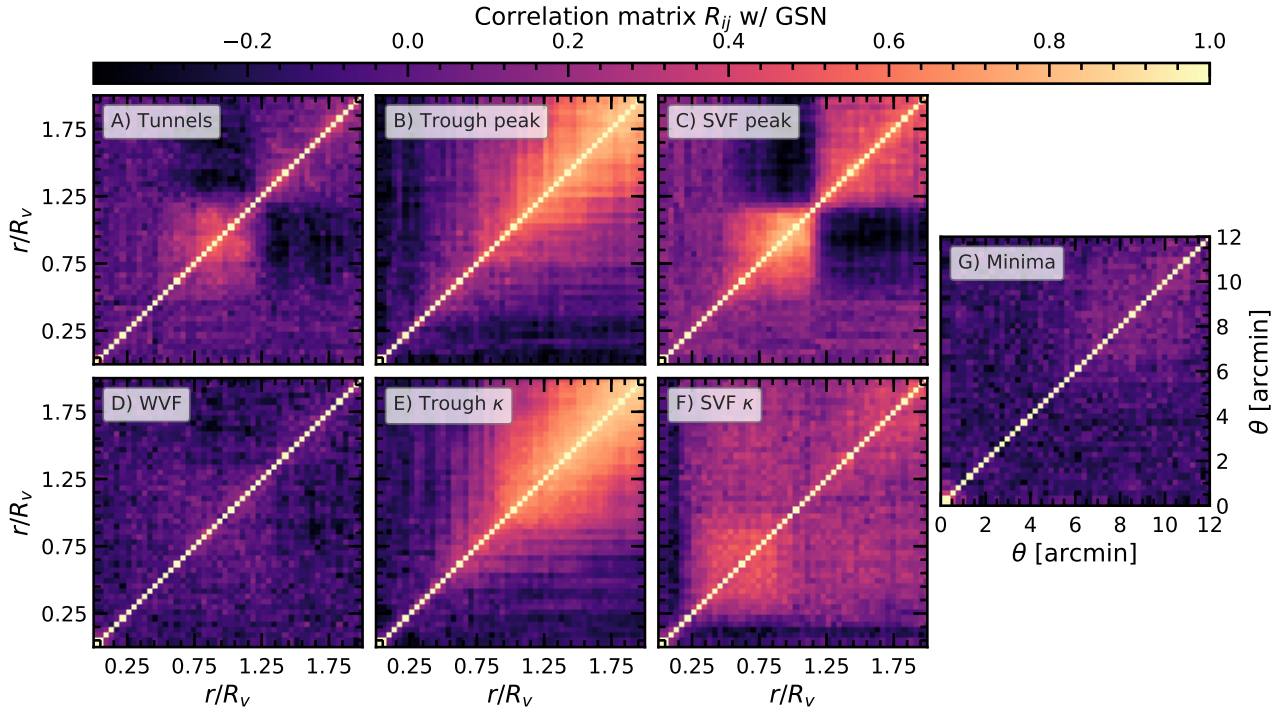 Correlation matrix R_ij w/ GSN
−0.2 0.0 0.2 0.4 0.6 0.8 1.0
A) Tunnels
B) Trough peak
C) SVF peak
1.75
1.25
0.75
0.25
r/R_v
G) Minima
12
10
8
6
4
2
0
θ [arcmin]
0 2 4 6 8 10 12
θ [arcmin]
D) WVF
E) Trough κ
F) SVF κ
1.75
1.25
0.75
0.25
r/R_v
0.25 0.75 1.25 1.75
0.25 0.75 1.25 1.75
0.25 0.75 1.25 1.75
r/R_v
r/R_v
r/R_v